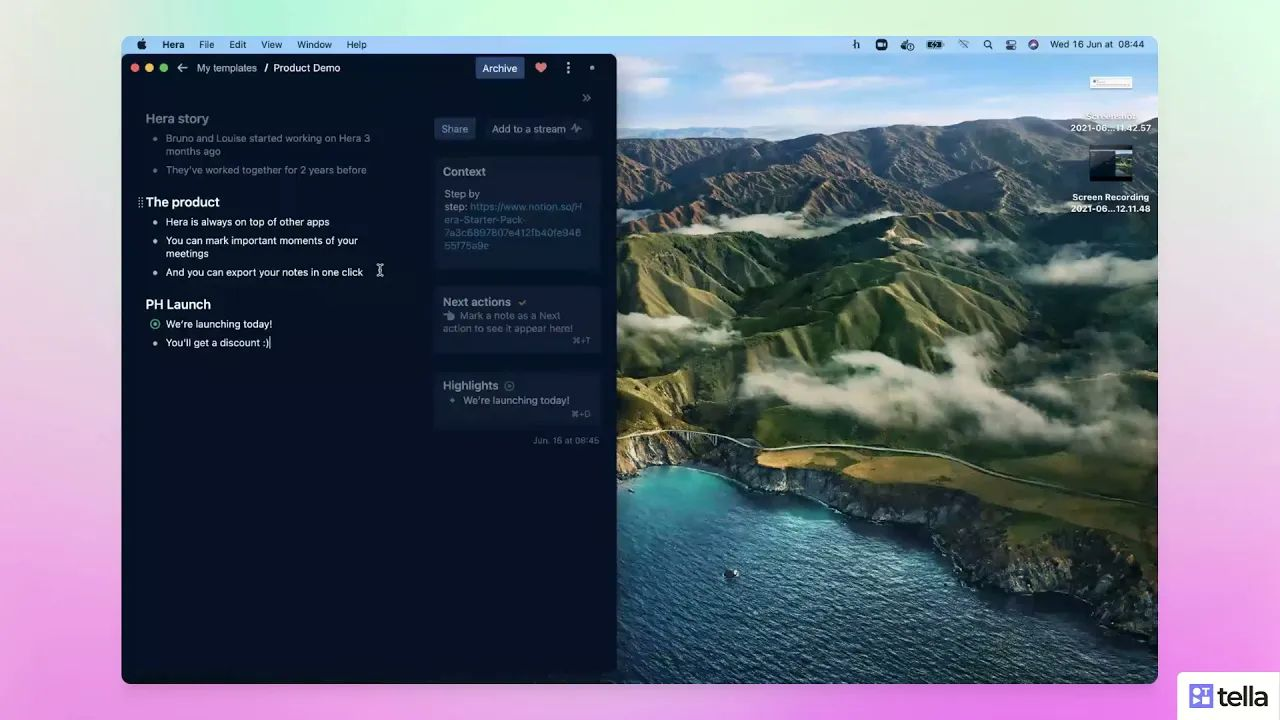 Hera File Edit View Window Help
Wed 16 Jun at 08:44
My templates / Product Demo
Archive
Hera story
Bruno and Louise started working on Hera 3
months ago
They've worked together for 2 years before
The product
Hera is always on top of other apps
You can mark important moments of your
meetings
And you can export your notes in one click
PH Launch
We're launching today!
You'll get a discount :)
Share
Add to a stream
Context
Step by
step: https://www.notion.so/H
era-Starter-Pack-
7a3c6897807e412fb40fe946
55f75a9e
Next actions
Mark a note as a Next
action to see it appear here!
⌘+T
Highlights
We're launching today!
⌘+D
Jun. 16 at 08:45
Screenshot
2021-06...11.42.57
Screen Recording
2021-06...12.11.48
tella